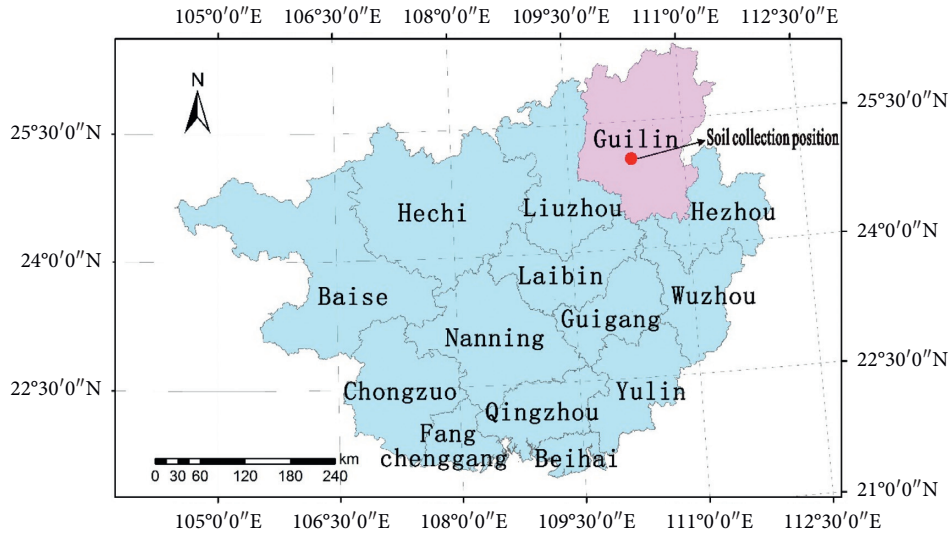 105°0′0″E 106°30′0″E 108°0′0″E 109°30′0″E 111°0′0″E 112°30′0″E
N
25°30′0″N
25°30′0″N
Guilin
Soil collection position
Hechi
Liuzhou
Hezhou
24°0′0″N
24°0′0″N
Laibin
Baise
Wuzhou
Guigang
Nanning
22°30′0″N
22°30′0″N
Chongzuo
Yulin
Qingzhou
Fang
chenggang
Beihai
km
0 30 60 120 180 240
21°0′0″N
105°0′0″E 106°30′0″E 108°0′0″E 109°30′0″E 111°0′0″E 112°30′0″E